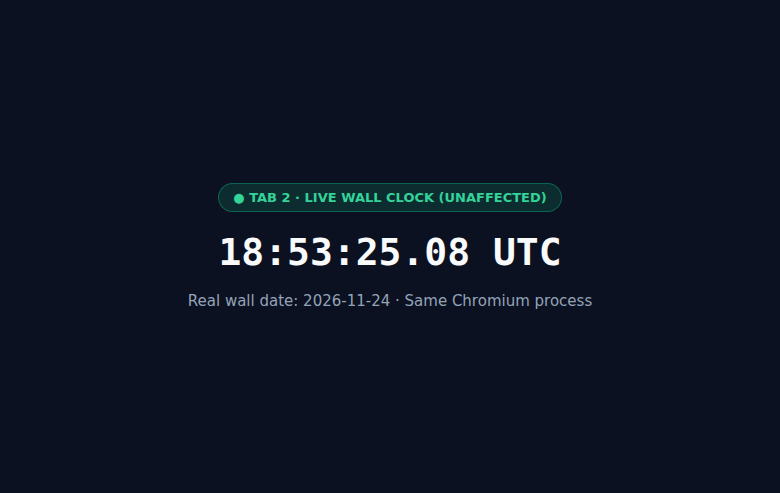 TAB 2 · LIVE WALL CLOCK (UNAFFECTED)
18:53:25.08 UTC
Real wall date: 2026-11-24 · Same Chromium process